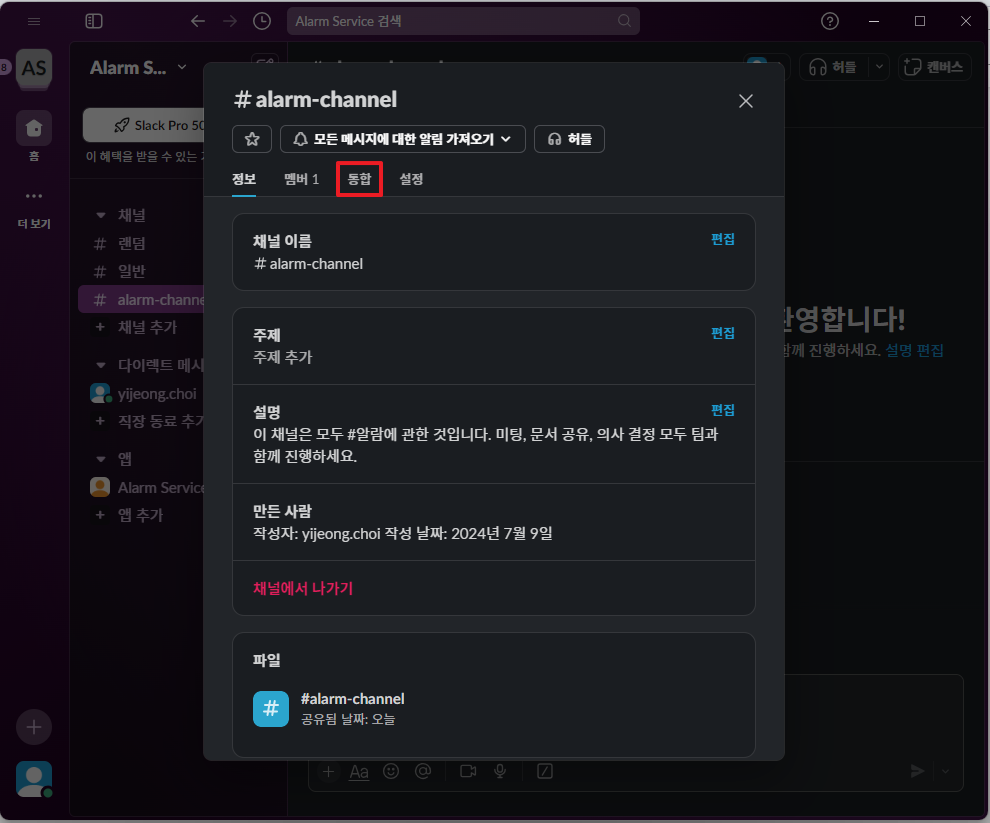 Alarm Service 검색
8
AS
홈
더 보기
Alarm S...
Slack Pro 50
이 혜택을 받을 수 있는
채널
# 랜덤
# 일반
# alarm-channe
+ 채널 추가
다이렉트 메시
yijeong.choi
+ 직장 동료 추가
앱
Alarm Service
+ 앱 추가
허들
캔버스
환영합니다!
함께 진행하세요. 설명 편집
# alarm-channel
모든 메시지에 대한 알림 가져오기
허들
정보 멤버 1 통합 설정
채널 이름 편집
# alarm-channel
주제 편집
주제 추가
설명 편집
이 채널은 모두 #알람에 관한 것입니다. 미팅, 문서 공유, 의사 결정 모두 팀과
함께 진행하세요.
만든 사람
작성자: yijeong.choi 작성 날짜: 2024년 7월 9일
채널에서 나가기
파일
#
#alarm-channel
공유됨 날짜: 오늘
Aa